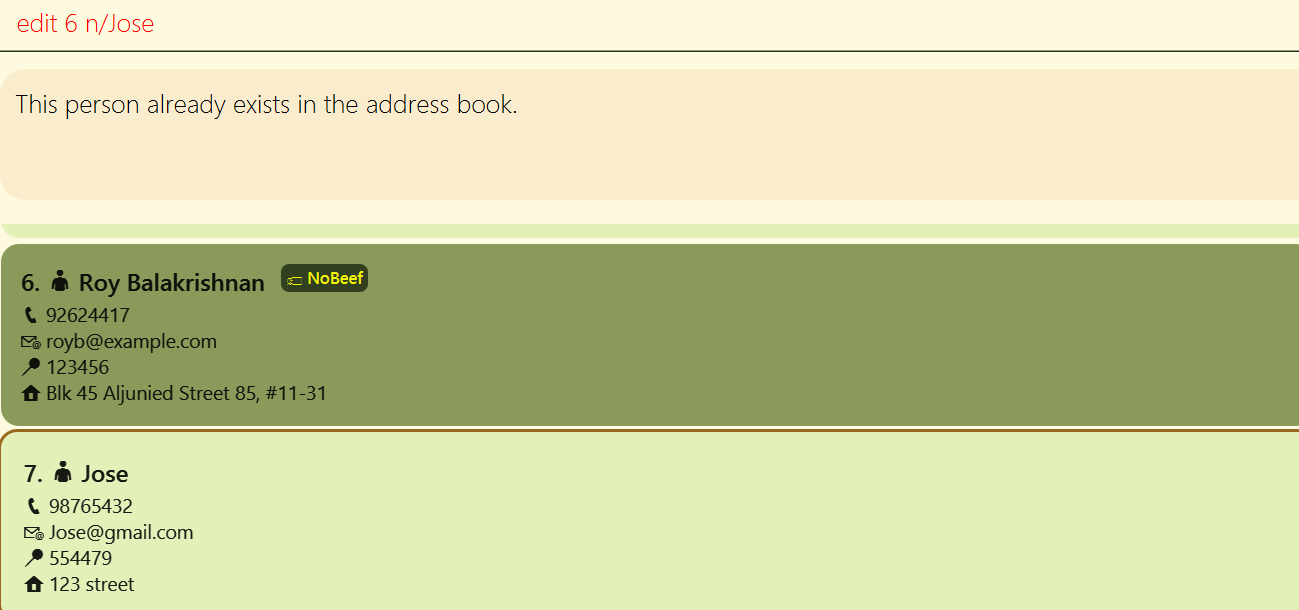 edit 6 n/Jose
This person already exists in the address book.
6. Roy Balakrishnan NoBeef
92624417
royb@example.com
123456
Blk 45 Aljunied Street 85, #11-31
7. Jose
98765432
Jose@gmail.com
554479
123 street